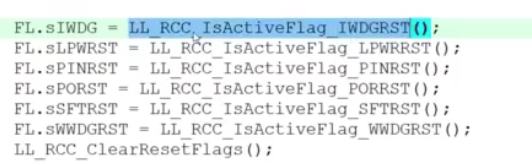 FL.sIWDG = LL_RCC_IsActiveFlag_IWDGRST();
FL.sLPWRST = LL_RCC_IsActiveFlag_LPWRRST();
FL.sPINRST = LL_RCC_IsActiveFlag_PINRST();
FL.sPORST = LL_RCC_IsActiveFlag_PORRST();
FL.sSFTRST = LL_RCC_IsActiveFlag_SFTRST();
FL.sWWDGRST = LL_RCC_IsActiveFlag_WWDGRST();
LL_RCC_ClearResetFlags();